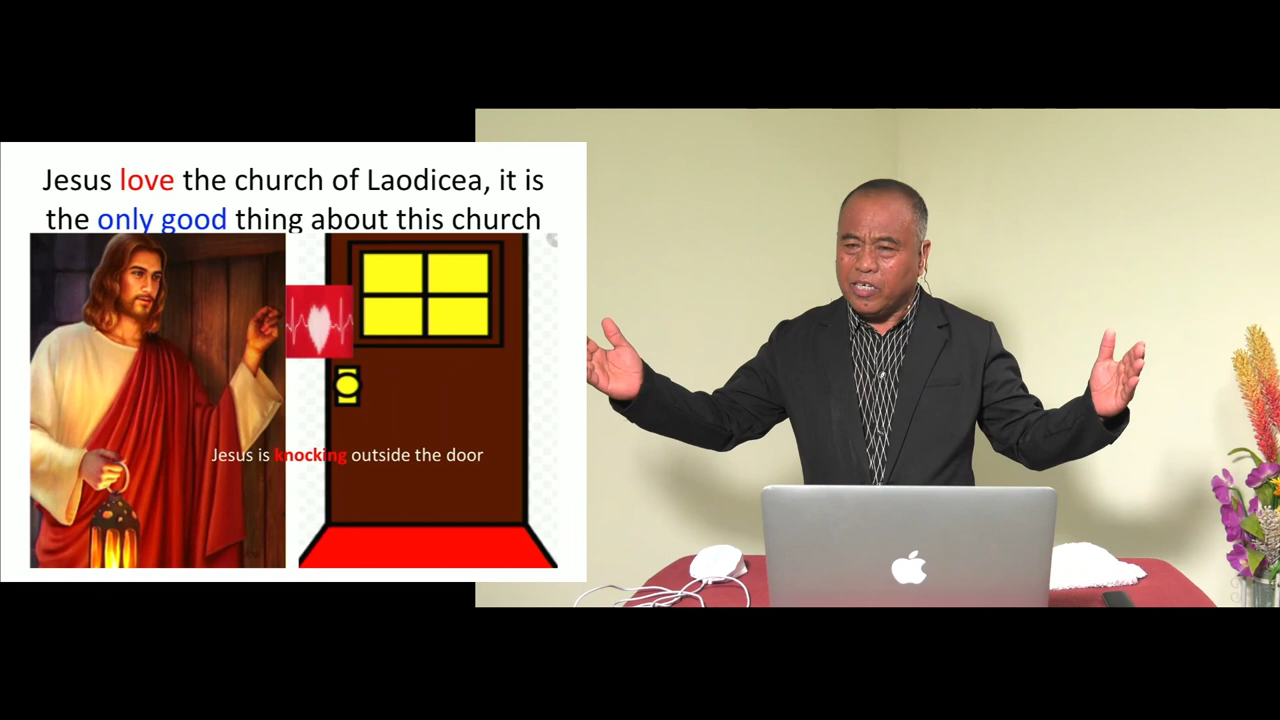 Jesus love the church of Laodicea, it is
the only good thing about this church
Jesus is knocking outside the door